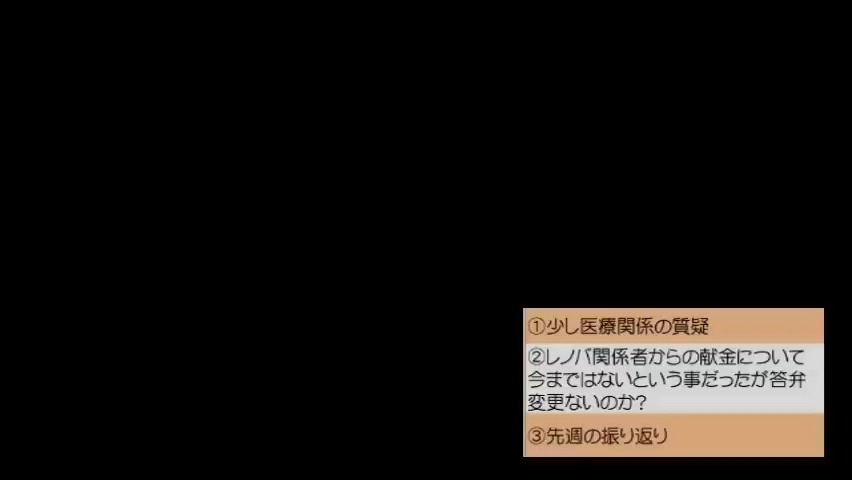 ①少し医療関係の質疑
②レノバ関係者からの献金について
今まではないという事だったが答弁
変更ないのか?
③先週の振り返り